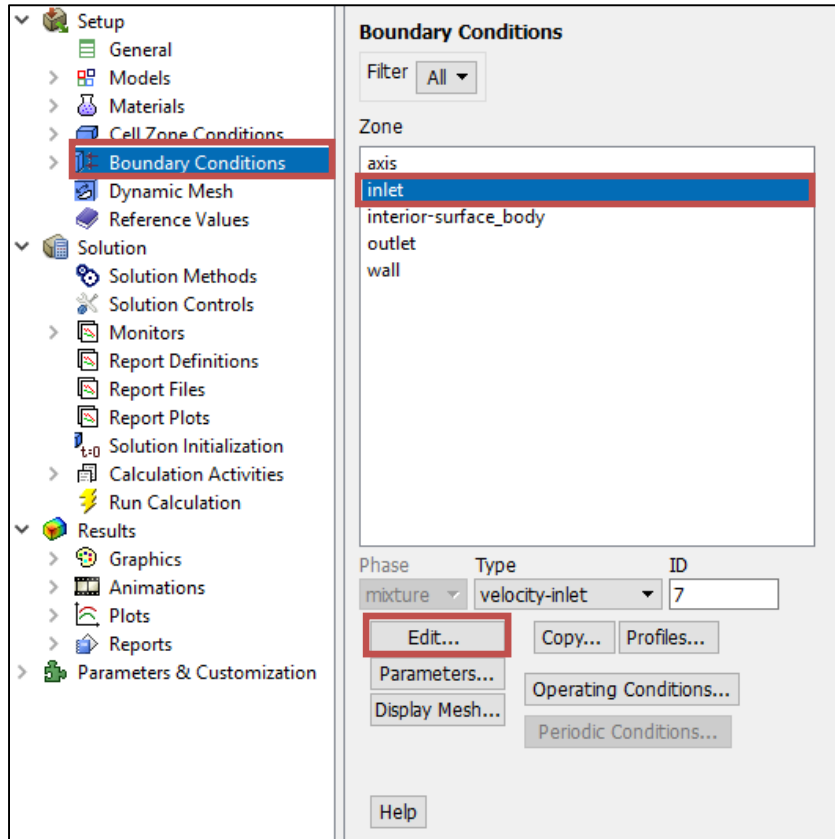 Setup
General
Models
Materials
Cell Zone Conditions
Boundary Conditions
Dynamic Mesh
Reference Values
Solution
Solution Methods
Solution Controls
Monitors
Report Definitions
Report Files
Report Plots
t=0 Solution Initialization
Calculation Activities
Run Calculation
Results
Graphics
Animations
Plots
Reports
Parameters & Customization
Boundary Conditions
Filter All
Zone
axis
inlet
interior-surface_body
outlet
wall
Phase Type ID
mixture velocity-inlet 7
Edit... Copy... Profiles...
Parameters... Operating Conditions...
Display Mesh... Periodic Conditions...
Help